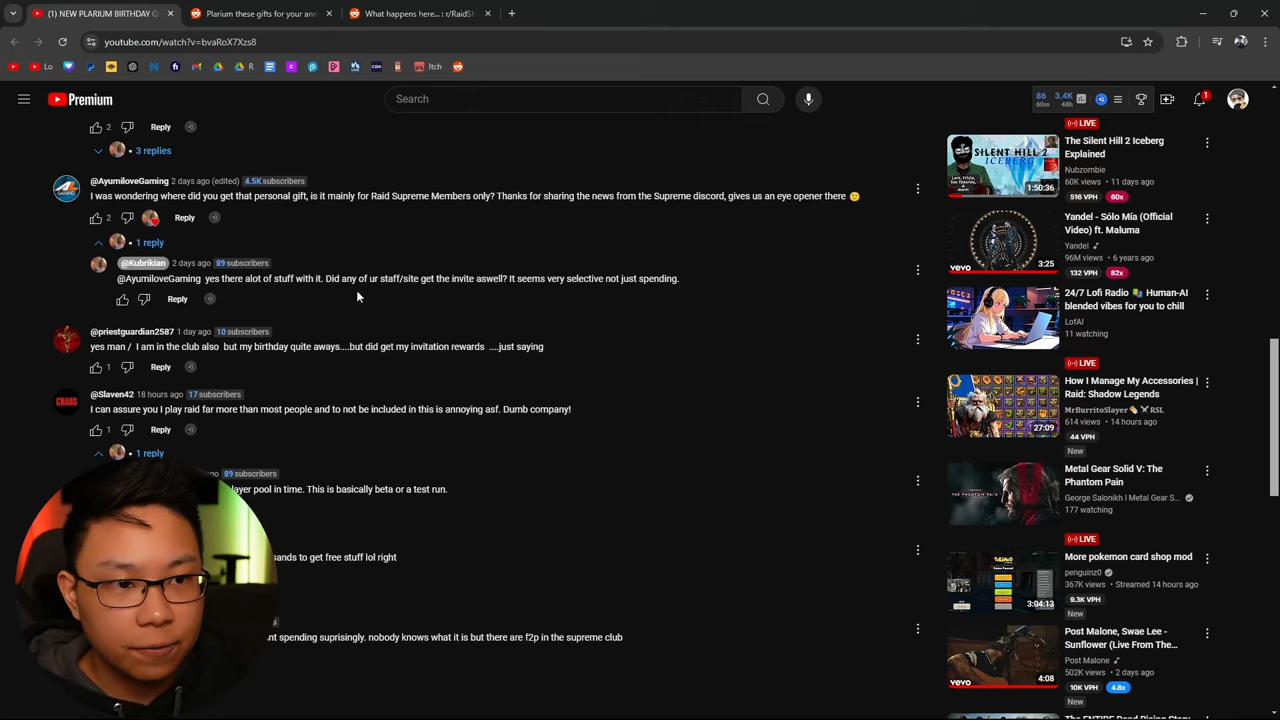 (1) NEW PLARIUM BIRTHDAY G
Plarium these gifts for your ann
What happens here... : r/RaidSh
youtube.com/watch?v=bvaRoX7Xzs8
Lo
R
Itch
Premium
Search
86 60m
3.4K 48h
1
2
Reply
3 replies
@AyumiloveGaming 2 days ago (edited) 4.5K subscribers
I was wondering where did you get that personal gift, is it mainly for Raid Supreme Members only? Thanks for sharing the news from the Supreme discord, gives us an eye opener there 🙂
2
Reply
1 reply
@Kubrikian 2 days ago 89 subscribers
@AyumiloveGaming yes there alot of stuff with it. Did any of ur staff/site get the invite aswell? It seems very selective not just spending.
Reply
@priestguardian2587 1 day ago 10 subscribers
yes man / I am in the club also but my birthday quite aways....but did get my invitation rewards ....just saying
1
Reply
@Slaven42 18 hours ago 17 subscribers
I can assure you I play raid far more than most people and to not be included in this is annoying asf. Dumb company!
1
Reply
1 reply
89 subscribers
layer pool in time. This is basically beta or a test run.
sands to get free stuff lol right
nt spending suprisingly. nobody knows what it is but there are f2p in the supreme club
LIVE
SILENT HILL 2
ICEBERG
1:50:36
The Silent Hill 2 Iceberg
Explained
Nubzombie
60K views • 11 days ago
516 VPH 60x
vevo
3:25
Yandel - Sólo Mía (Official
Video) ft. Maluma
Yandel
96M views • 6 years ago
132 VPH 82x
24/7 Lofi Radio Human-AI
blended vibes for you to chill
LofAI
11 watching
LIVE
27:09
How I Manage My Accessories |
Raid: Shadow Legends
MrBurritoSlayer RSL
614 views • 14 hours ago
44 VPH
New
THE PHANTOM PAIN
Metal Gear Solid V: The
Phantom Pain
George Salonikh I Metal Gear S...
177 watching
LIVE
3:04:13
More pokemon card shop mod
penguinz0
367K views • Streamed 14 hours ago
9.3K VPH
New
vevo
4:08
Post Malone, Swae Lee -
Sunflower (Live From The...
Post Malone
502K views • 2 days ago
10K VPH 4.8x
New